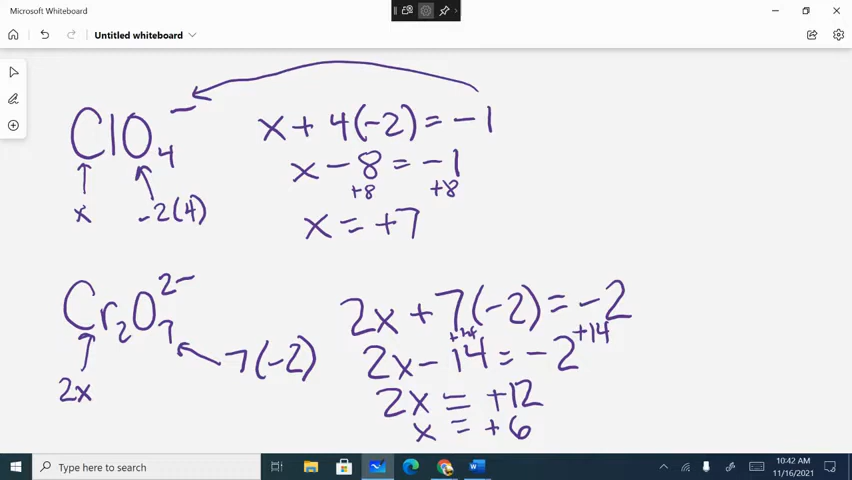 Microsoft Whiteboard
Untitled whiteboard
ClO₄⁻
x
-2(4)
x + 4(-2) = -1
x - 8 = -1
+8 +8
x = +7
Cr₂O₇²⁻
2x
7(-2)
2x + 7(-2) = -2
+14 +14
2x - 14 = -2
2x = +12
x = +6
Type here to search
10:42 AM
11/16/2021